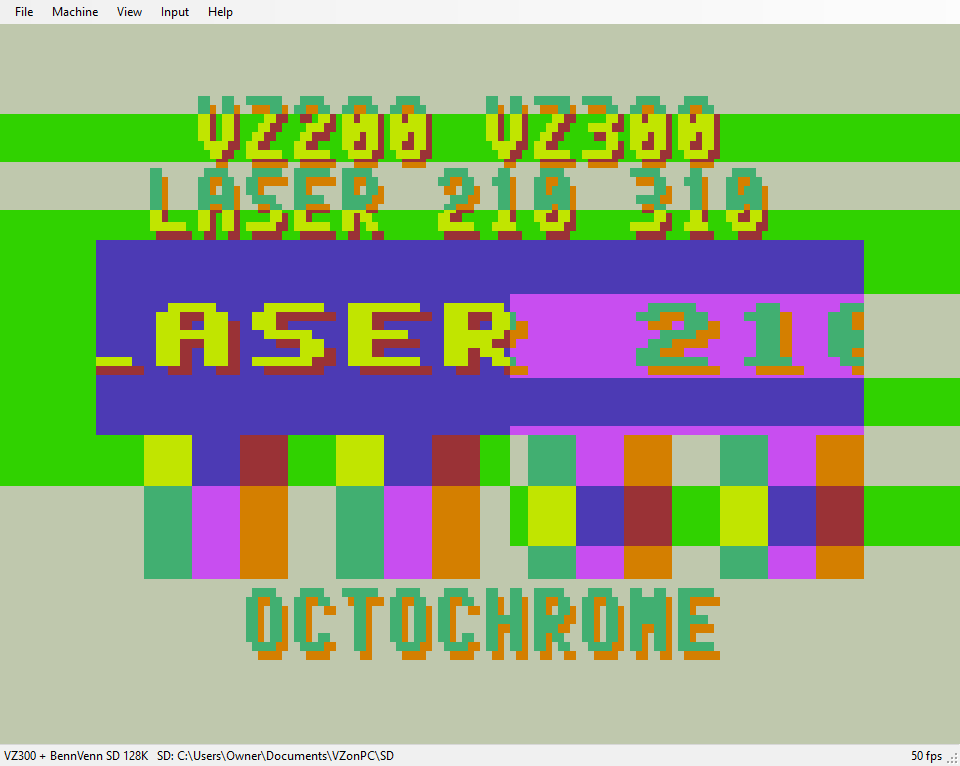 File Machine View Input Help
VZ200 VZ300
LASER 210 310
LASER 210
OCTOCHROME
VZ300 + BennVenn SD 128K SD: C:\Users\Owner\Documents\VZonPC\SD 50 fps